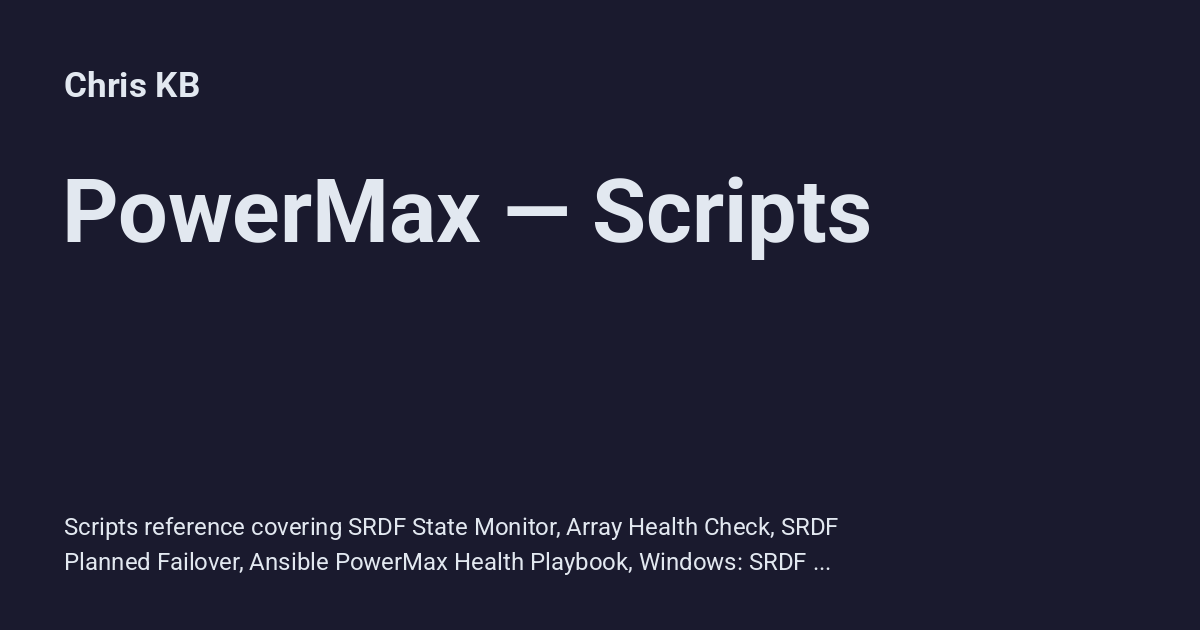 Chris KB
PowerMax — Scripts
Scripts reference covering SRDF State Monitor, Array Health Check, SRDF
Planned Failover, Ansible PowerMax Health Playbook, Windows: SRDF ...